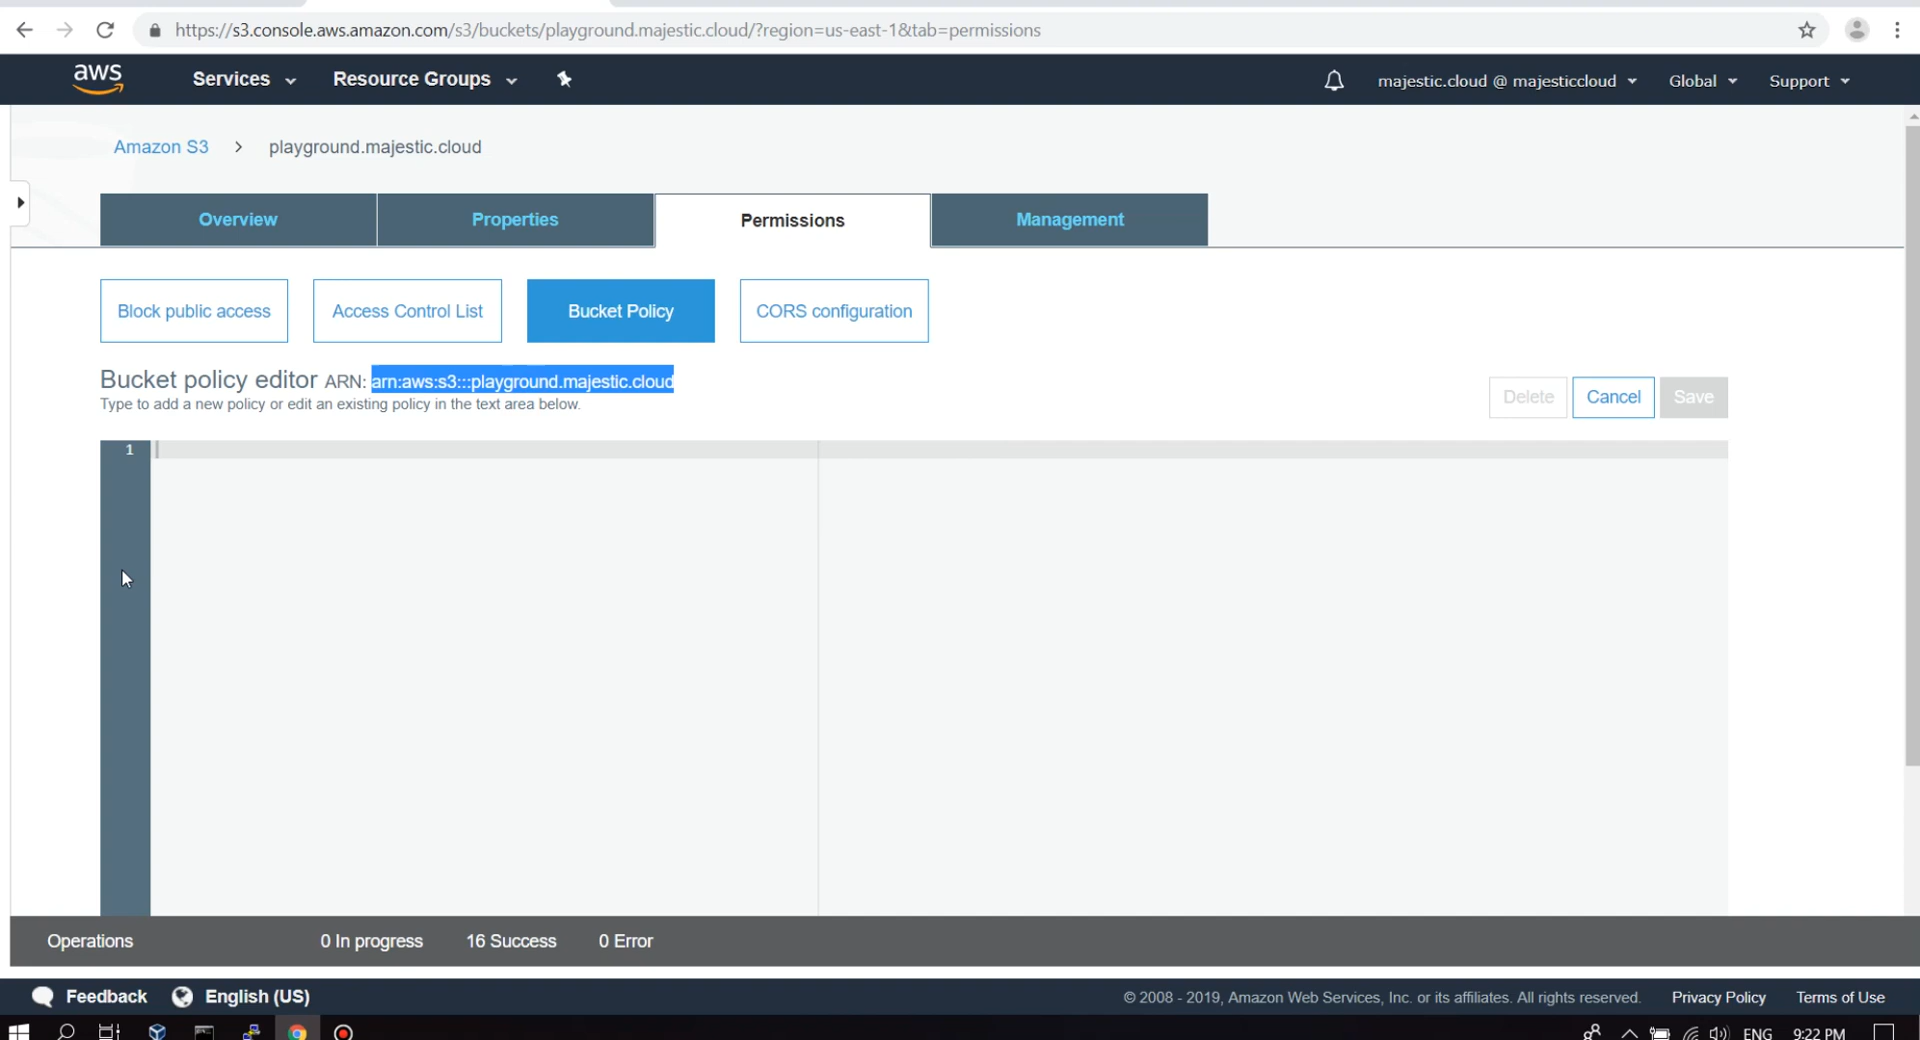 https://s3.console.aws.amazon.com/s3/buckets/playground.majestic.cloud/?region=us-east-1&tab=permissions
aws Services Resource Groups majestic.cloud @ majesticcloud Global Support
Amazon S3 > playground.majestic.cloud
Overview Properties Permissions Management
Block public access Access Control List Bucket Policy CORS configuration
Bucket policy editor ARN: arn:aws:s3:::playground.majestic.cloud
Type to add a new policy or edit an existing policy in the text area below.
Delete Cancel Save
1
Operations 0 In progress 16 Success 0 Error
Feedback English (US) © 2008 - 2019, Amazon Web Services, Inc. or its affiliates. All rights reserved. Privacy Policy Terms of Use
ENG 9:22 PM